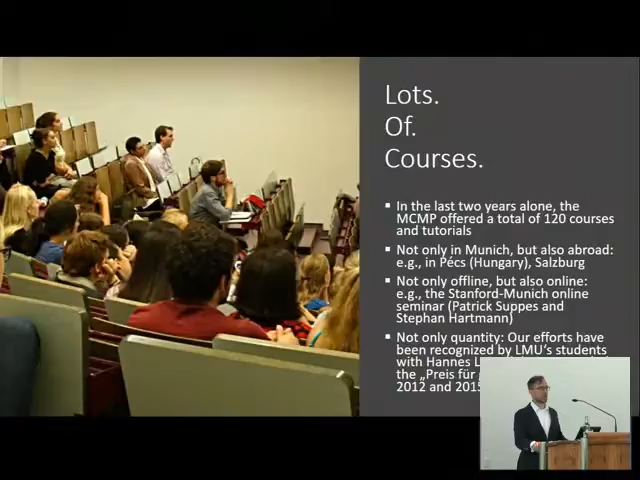 Lots.
Of.
Courses.
▪ In the last two years alone, the
MCMP offered a total of 120 courses
and tutorials
▪ Not only in Munich, but also abroad:
e.g., in Pécs (Hungary), Salzburg
▪ Not only offline, but also online:
e.g., the Stanford-Munich online
seminar (Patrick Suppes and
Stephan Hartmann)
▪ Not only quantity: Our efforts have
been recognized by LMU's students
with Hannes
the „Preis für
2012 and 2015